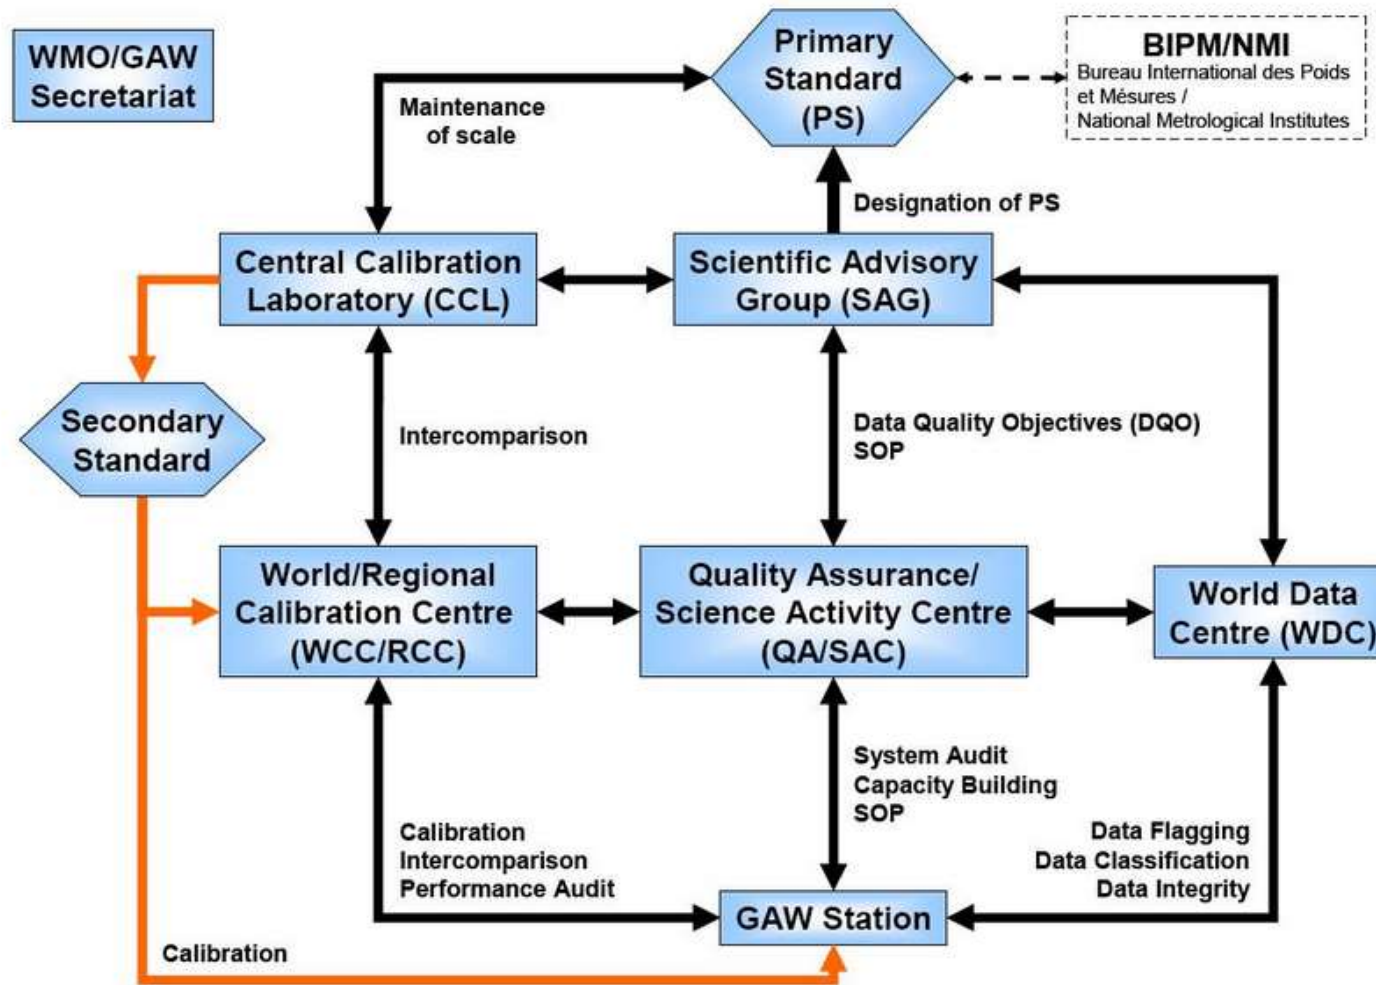 WMO/GAW
Secretariat
Primary
Standard
(PS)
BIPM/NMI
Bureau International des Poids
et Mésures /
National Metrological Institutes
Maintenance
of scale
Designation of PS
Central Calibration
Laboratory (CCL)
Scientific Advisory
Group (SAG)
Secondary
Standard
Intercomparison
Data Quality Objectives (DQO)
SOP
World/Regional
Calibration Centre
(WCC/RCC)
Quality Assurance/
Science Activity Centre
(QA/SAC)
World Data
Centre (WDC)
System Audit
Capacity Building
SOP
Calibration
Intercomparison
Performance Audit
Data Flagging
Data Classification
Data Integrity
GAW Station
Calibration